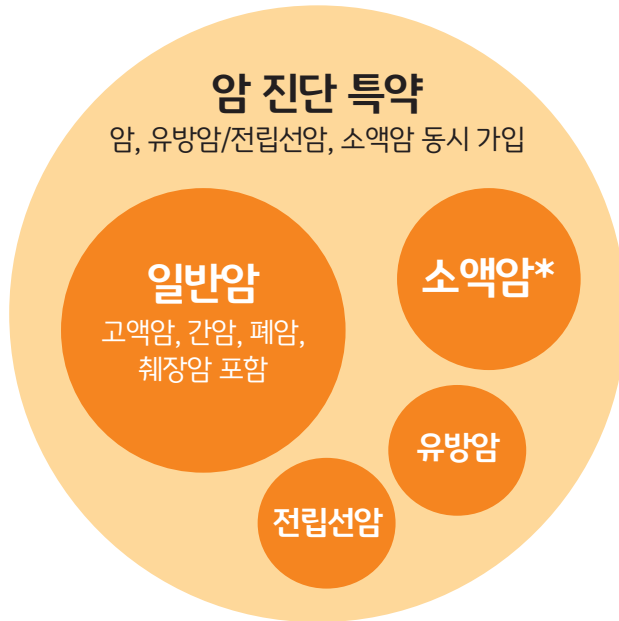 암 진단 특약
암, 유방암/전립선암, 소액암 동시 가입
일반암
고액암, 간암, 폐암,
췌장암 포함
소액암*
유방암
전립선암